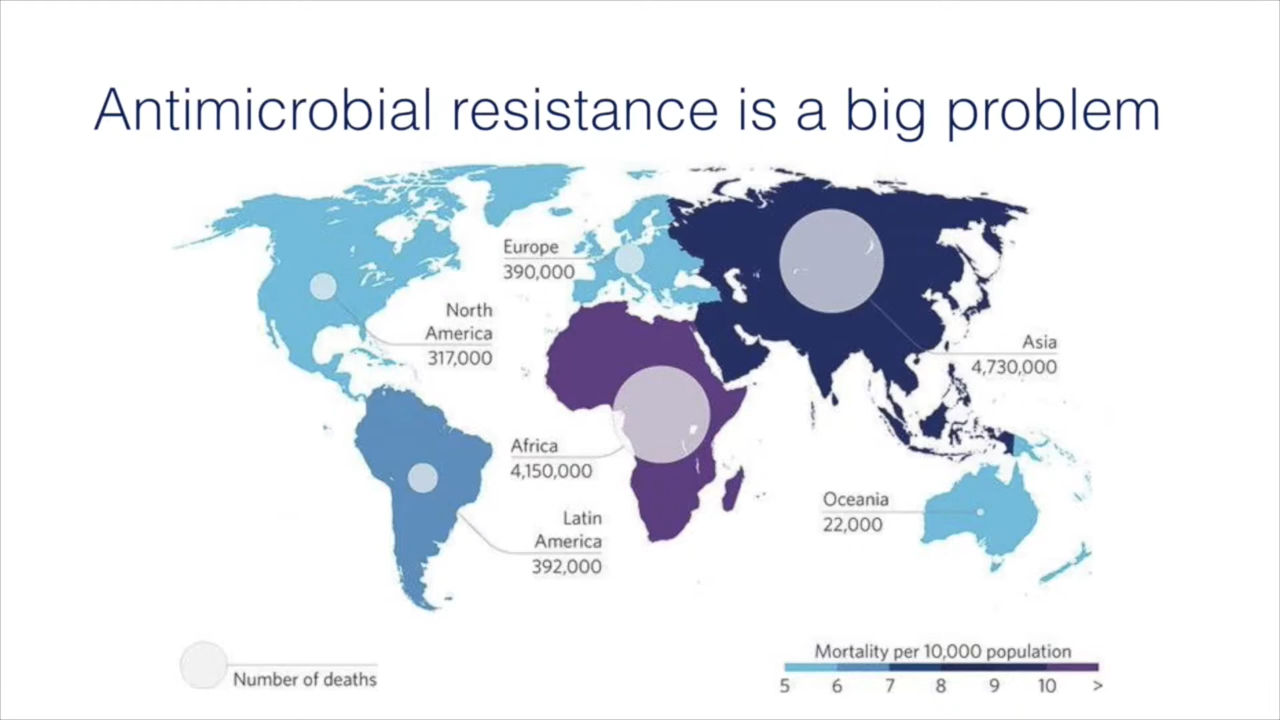 Antimicrobial resistance is a big problem
Europe
390,000
North
America
317,000
Asia
4,730,000
Africa
4,150,000
Oceania
22,000
Latin
America
392,000
Number of deaths
Mortality per 10,000 population
5 6 7 8 9 10 >